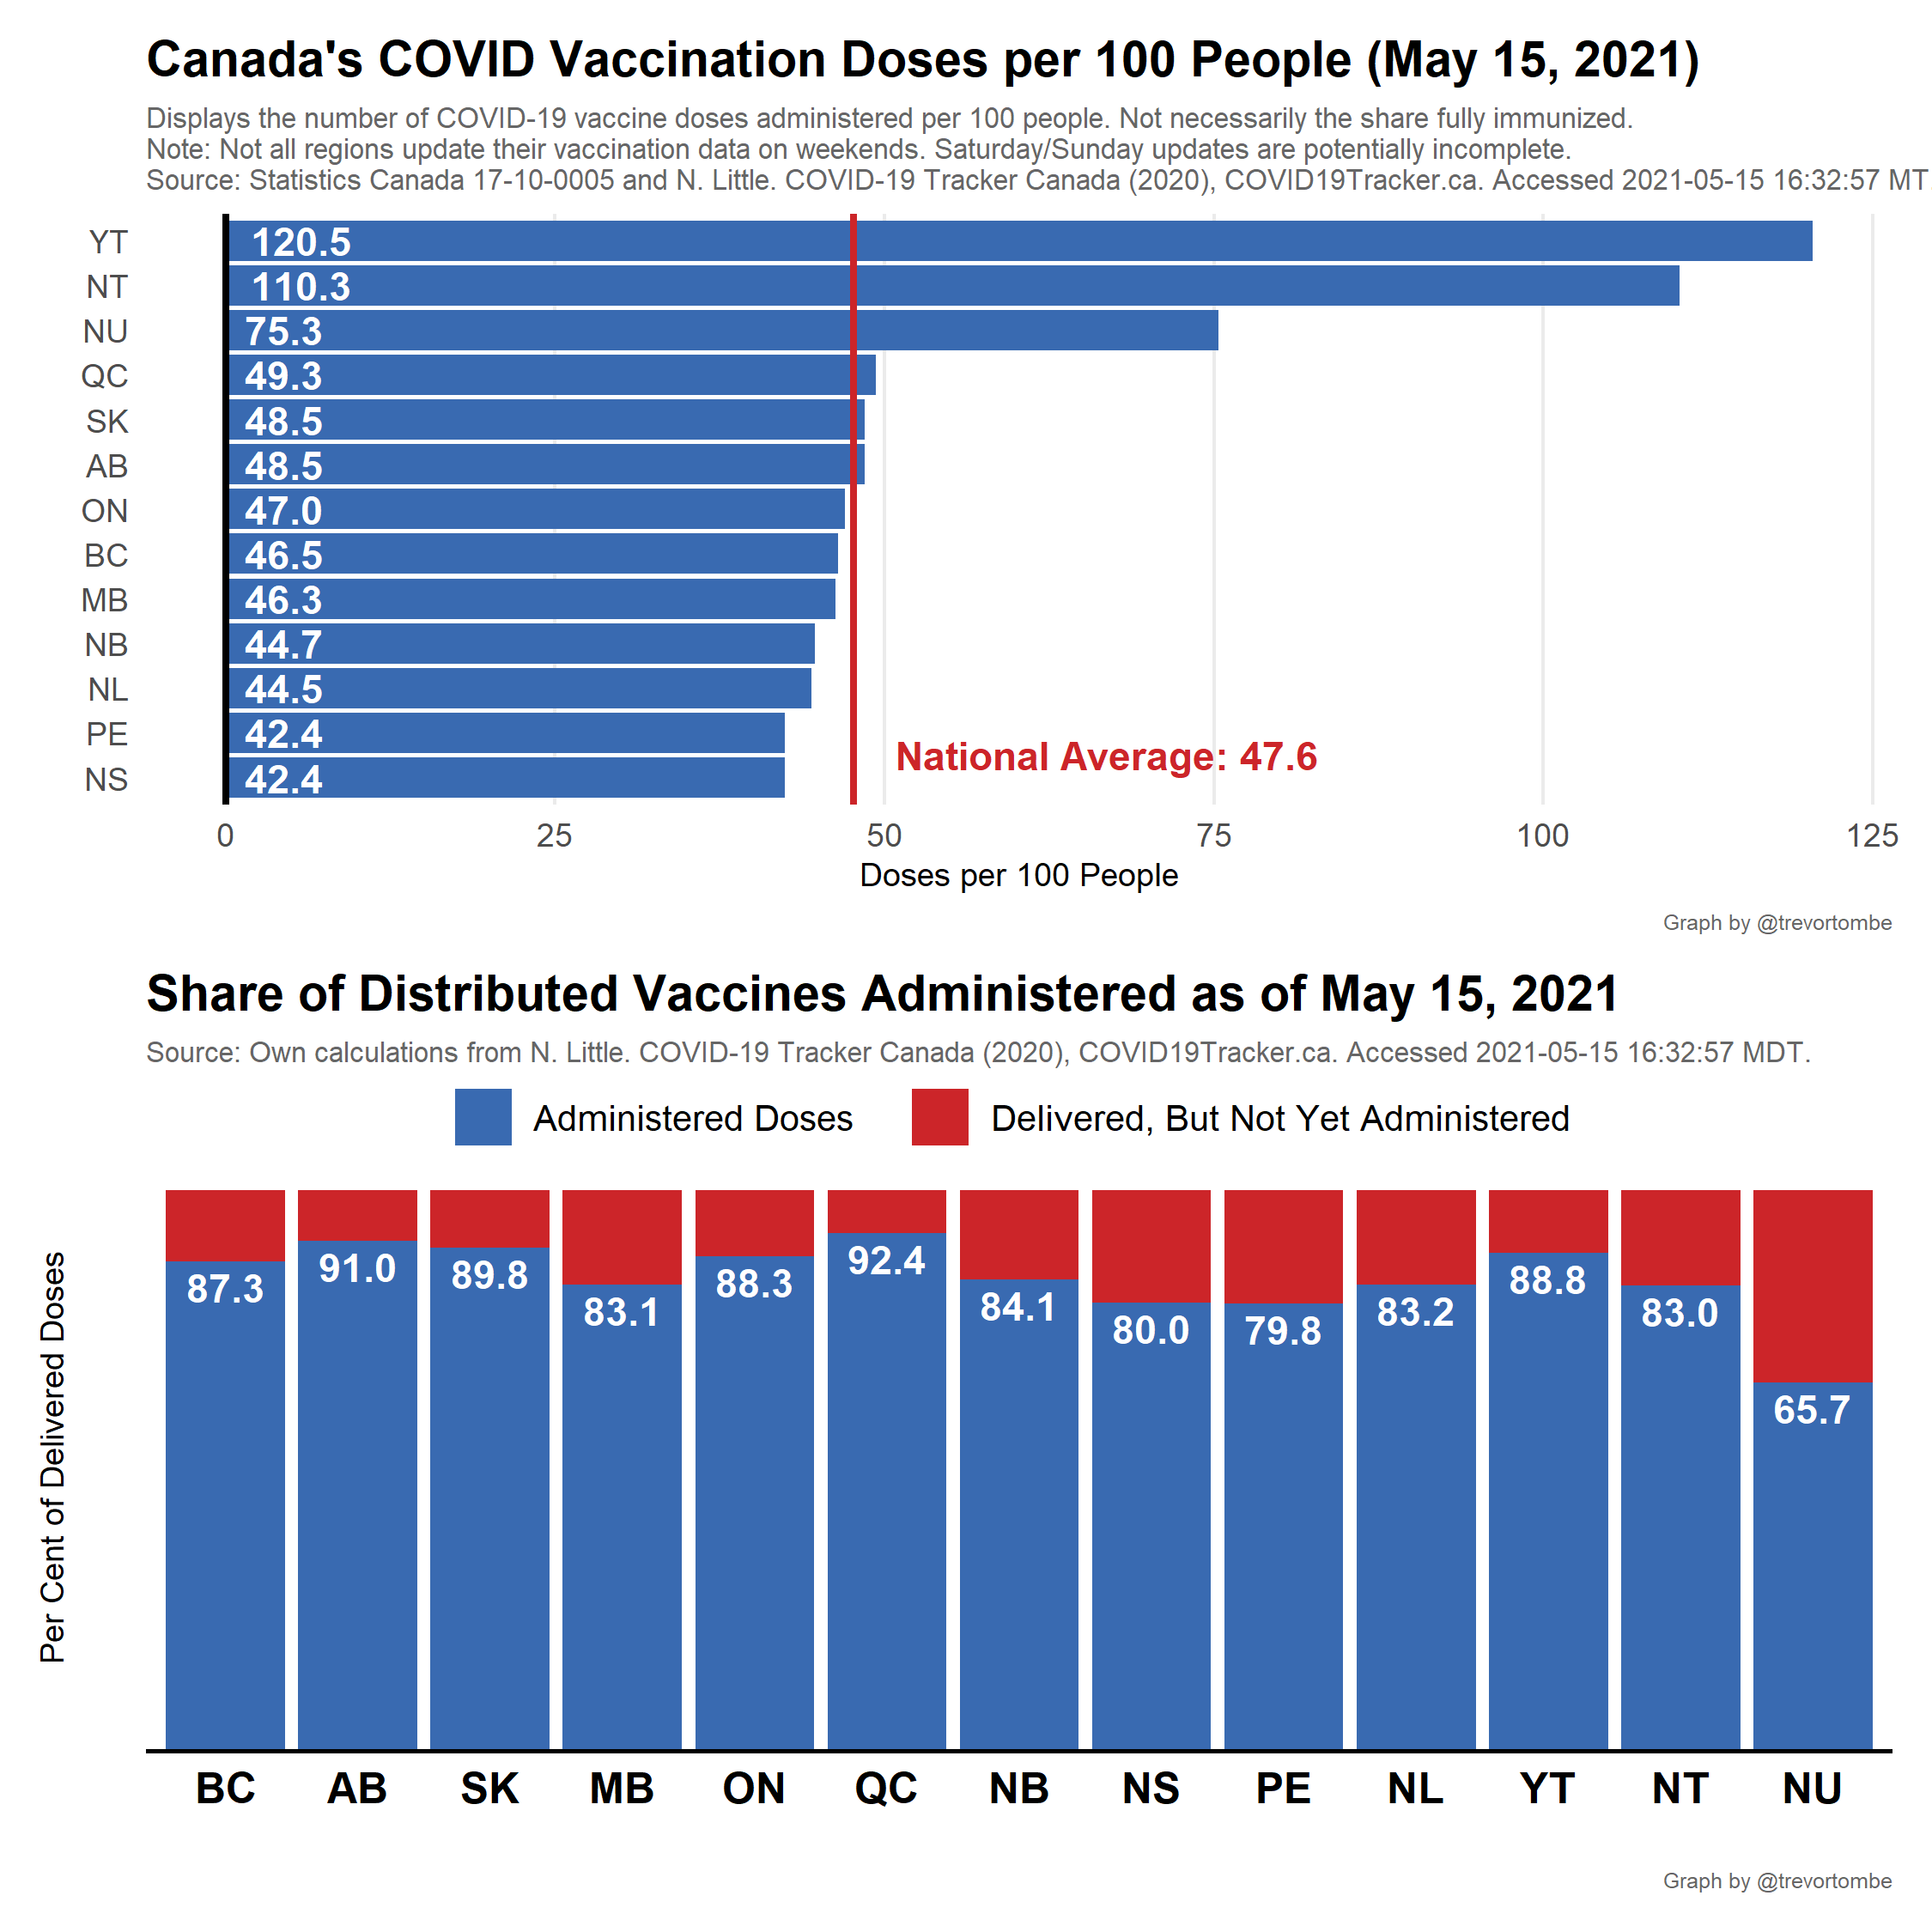 Canada's COVID Vaccination Doses per 100 People (May 15, 2021)
Displays the number of COVID-19 vaccine doses administered per 100 people. Not necessarily the share fully immunized.
Note: Not all regions update their vaccination data on weekends. Saturday/Sunday updates are potentially incomplete.
Source: Statistics Canada 17-10-0005 and N. Little. COVID-19 Tracker Canada (2020), COVID19Tracker.ca. Accessed 2021-05-15 16:32:57 MT
YT 120.5
NT 110.3
NU 75.3
QC 49.3
SK 48.5
AB 48.5
ON 47.0
BC 46.5
MB 46.3
NB 44.7
NL 44.5
PE 42.4
National Average: 47.6
NS 42.4
0 25 50 75 100 125
Doses per 100 People
Graph by @trevortombe
Share of Distributed Vaccines Administered as of May 15, 2021
Source: Own calculations from N. Little. COVID-19 Tracker Canada (2020), COVID19Tracker.ca. Accessed 2021-05-15 16:32:57 MDT.
Administered Doses Delivered, But Not Yet Administered
Per Cent of Delivered Doses
87.3 91.0 89.8 83.1 88.3 92.4 84.1 80.0 79.8 83.2 88.8 83.0 65.7
BC AB SK MB ON QC NB NS PE NL YT NT NU
Graph by @trevortombe